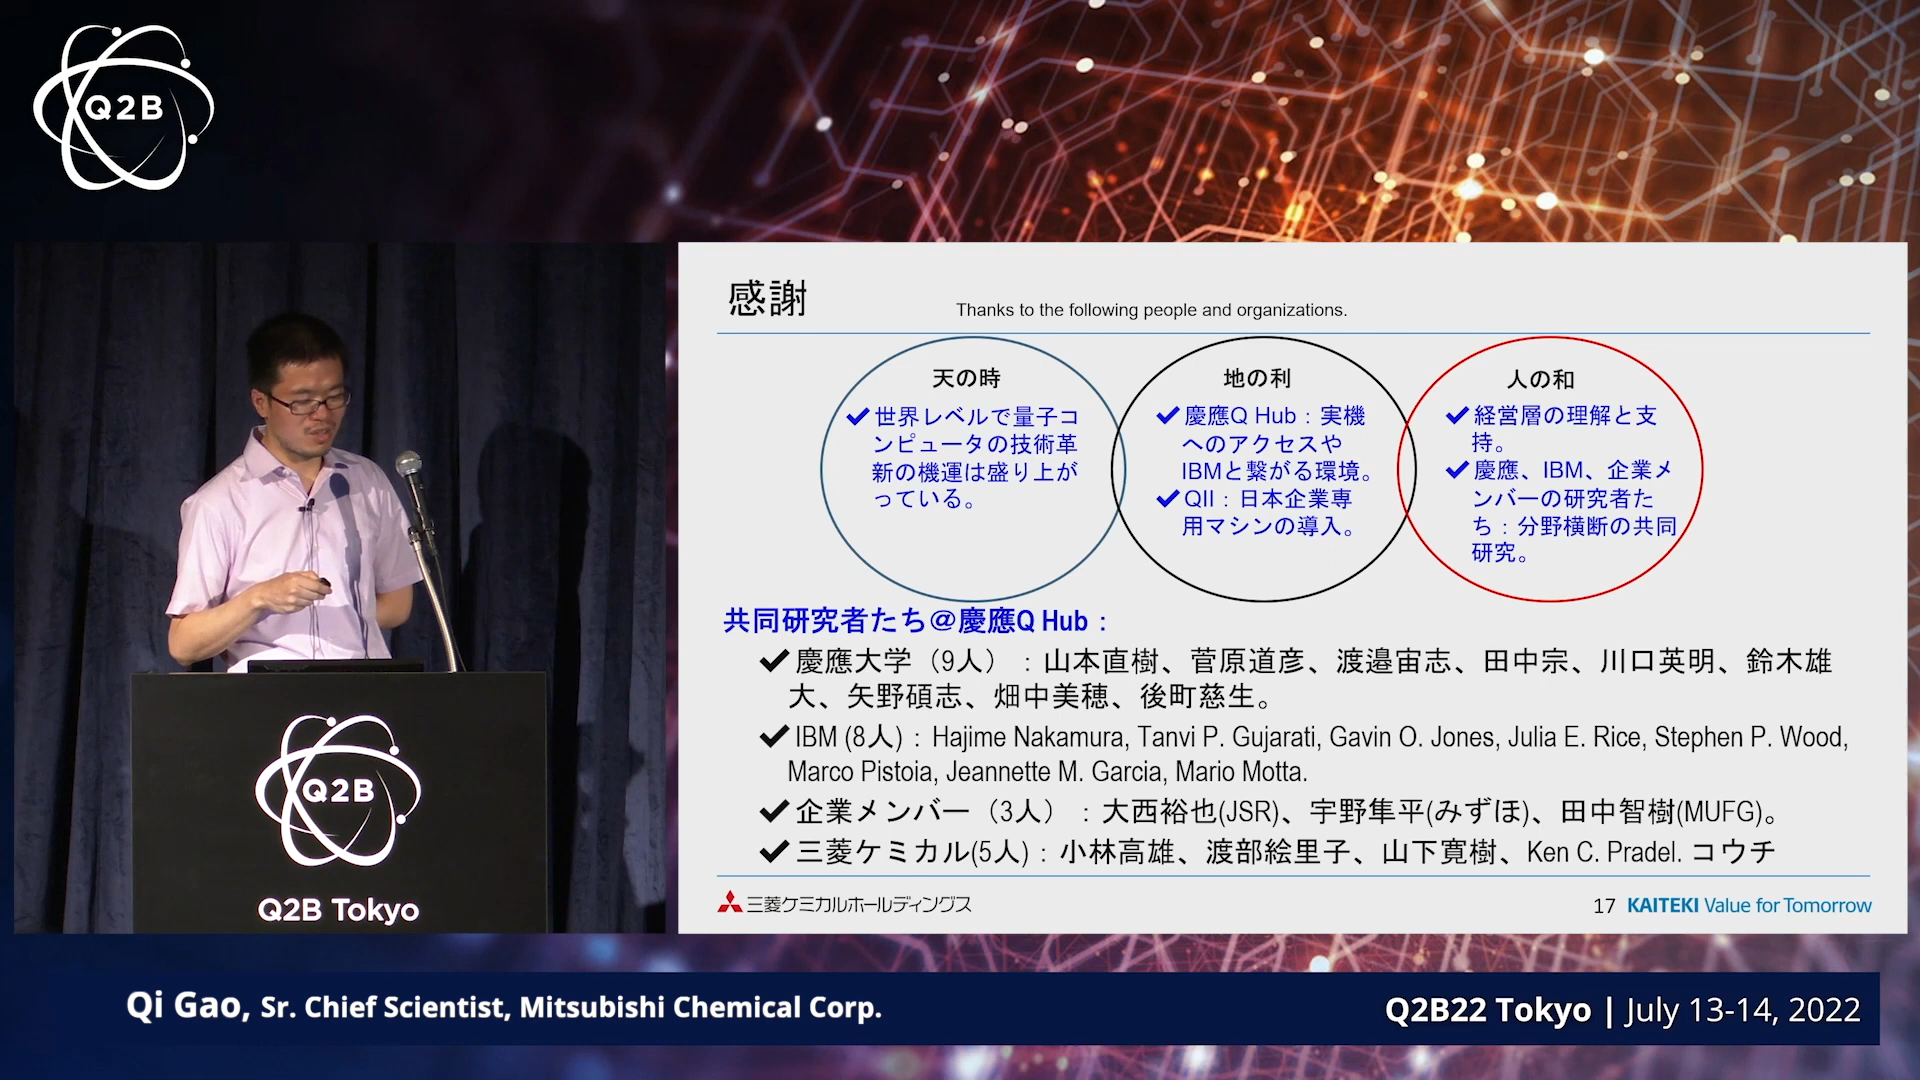 Q2B
感謝
Thanks to the following people and organizations.
天の時
✔世界レベルで量子コ
ンピュータの技術革
新の機運は盛り上が
っている。
地の利
✔慶應Q Hub：実機
へのアクセスや
IBMと繋がる環境。
✔QII：日本企業専
用マシンの導入。
人の和
✔経営層の理解と支
持。
✔慶應、IBM、企業メ
ンバーの研究者た
ち：分野横断の共同
研究。
共同研究者たち＠慶應Q Hub：
✔慶應大学（9人）：山本直樹、菅原道彦、渡邉宙志、田中宗、川口英明、鈴木雄
大、矢野碩志、畑中美穂、後町慈生。
✔IBM (8人)：Hajime Nakamura, Tanvi P. Gujarati, Gavin O. Jones, Julia E. Rice, Stephen P. Wood,
Marco Pistoia, Jeannette M. Garcia, Mario Motta.
✔企業メンバー（3人）：大西裕也(JSR)、宇野隼平(みずほ)、田中智樹(MUFG)。
✔三菱ケミカル(5人)：小林高雄、渡部絵里子、山下寛樹、Ken C. Pradel. コウチ
三菱ケミカルホールディングス
17 KAITEKI Value for Tomorrow
Q2B
Q2B Tokyo
Qi Gao, Sr. Chief Scientist, Mitsubishi Chemical Corp.
Q2B22 Tokyo | July 13-14, 2022